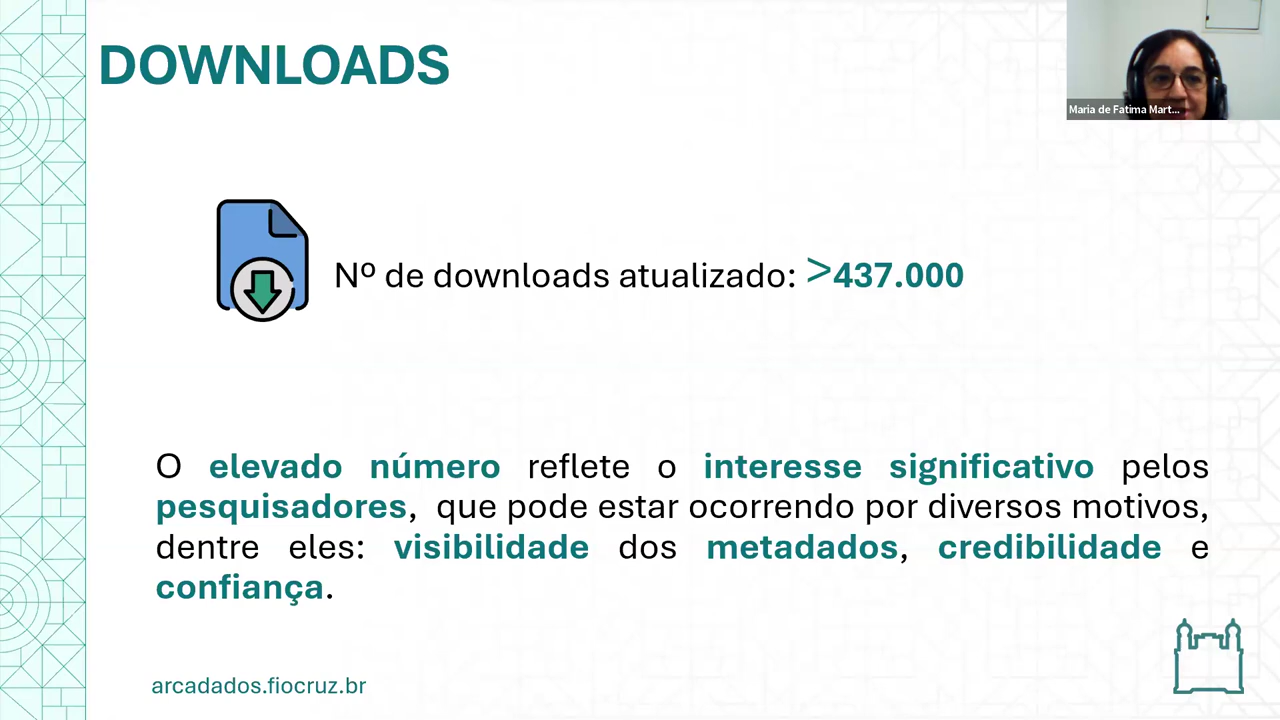 DOWNLOADS
Maria de Fatima Mart...
Nº de downloads atualizado: >437.000
O elevado número reflete o interesse significativo pelos
pesquisadores, que pode estar ocorrendo por diversos motivos,
dentre eles: visibilidade dos metadados, credibilidade e
confiança.
arcadados.fiocruz.br